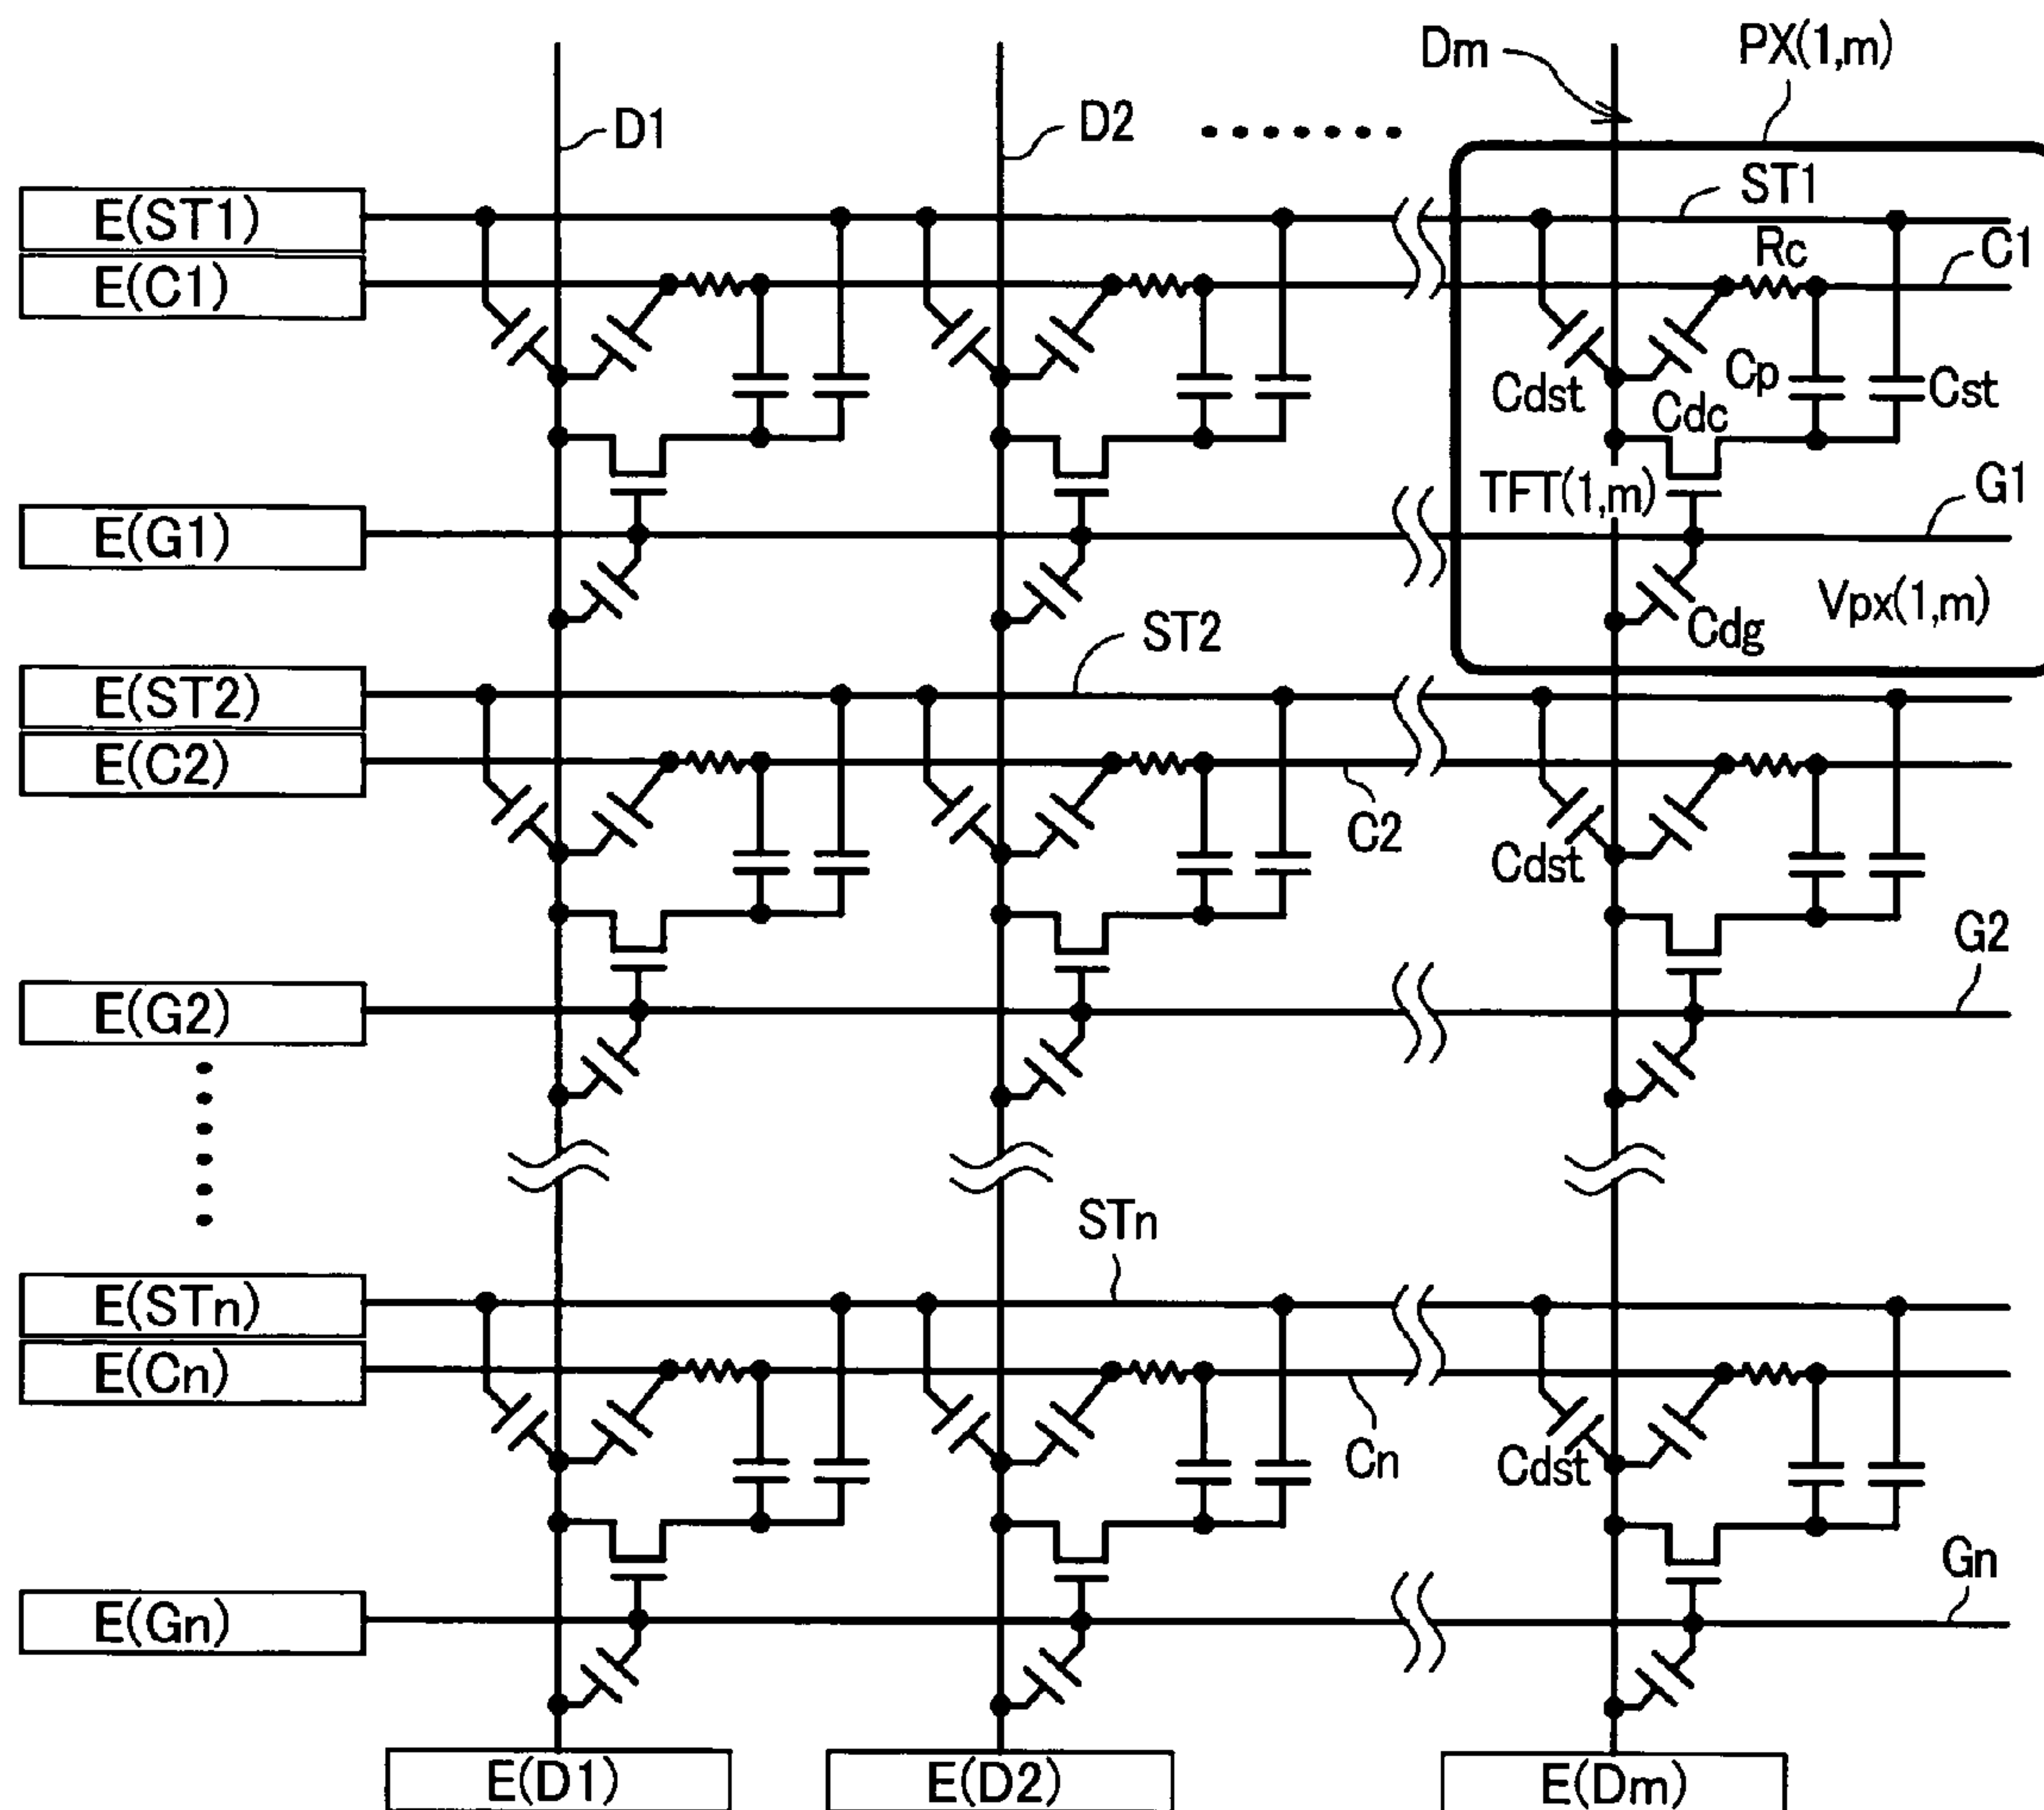 Dm
PX(1,m)
D1
D2
E(ST1)
ST1
E(C1)
Rc
C1
Cdst
Cdc
Cp
Cst
TFT(1,m)
G1
E(G1)
Vpx(1,m)
Cdg
ST2
E(ST2)
E(C2)
C2
Cdst
G2
E(G2)
STn
E(STn)
E(Cn)
Cn
Cdst
Gn
E(Gn)
E(D1)
E(D2)
E(Dm)